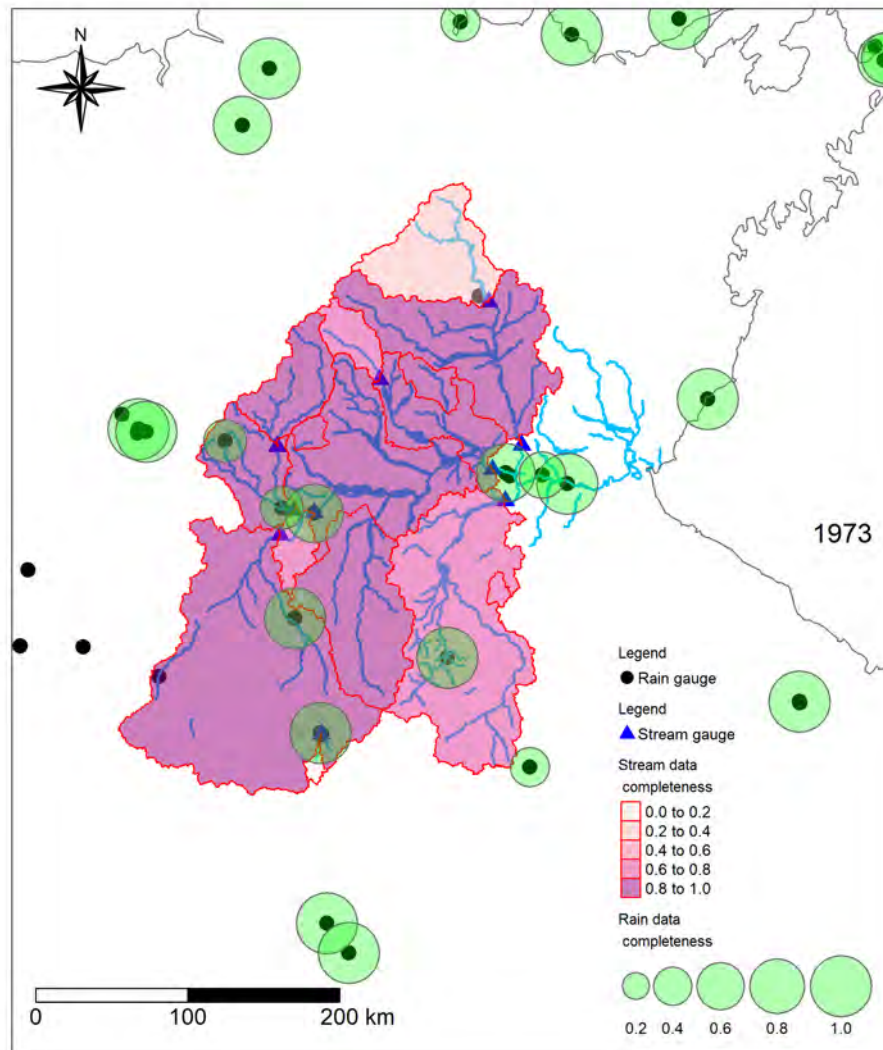 N
1973
Legend
Rain gauge
Legend
Stream gauge
Stream data
completeness
0.0 to 0.2
0.2 to 0.4
0.4 to 0.6
0.6 to 0.8
0.8 to 1.0
Rain data
completeness
0.2 0.4 0.6 0.8 1.0
0 100 200 km